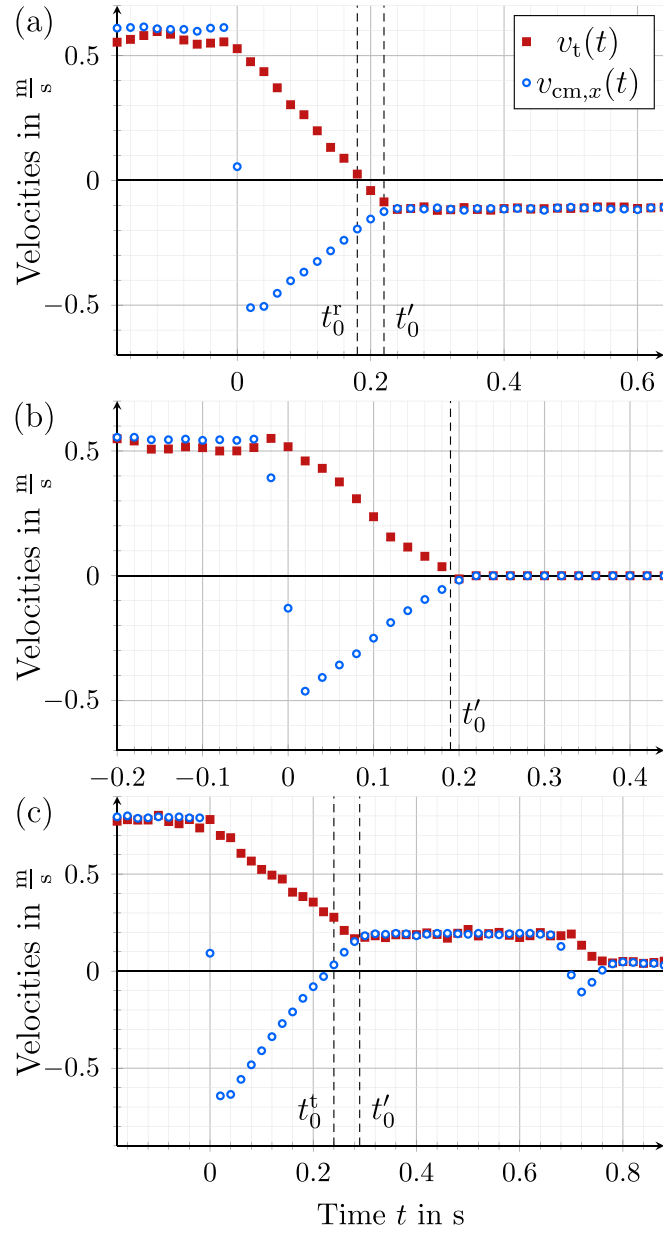 (a)
Velocities in m/s
0.5
0
−0.5
v_t(t)
v_cm,x(t)
t_0^r
t_0′
0
0.2
0.4
0.6
(b)
Velocities in m/s
0.5
0
−0.5
t_0′
−0.2
−0.1
0
0.1
0.2
0.3
0.4
(c)
Velocities in m/s
0.5
0
−0.5
t_0^t
t_0′
0
0.2
0.4
0.6
0.8
Time t in s